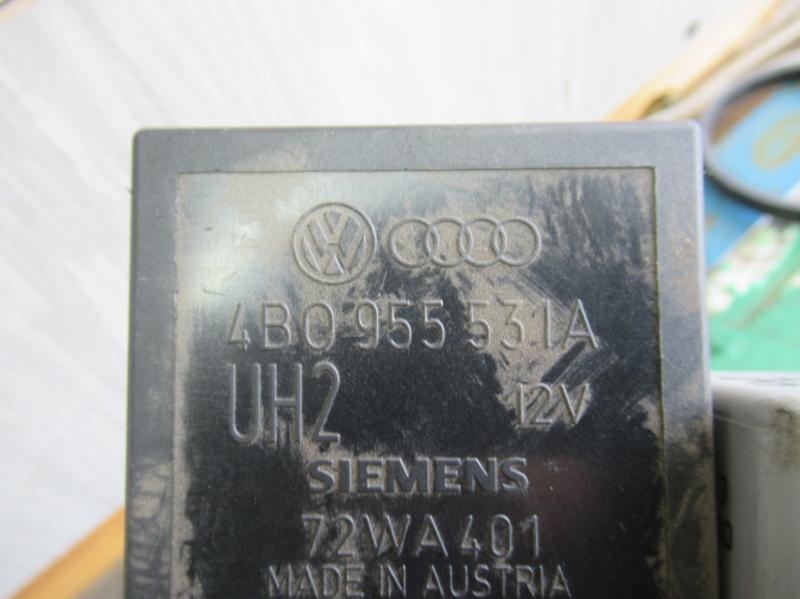 4B0 955 531A
UH2 12V
SIEMENS
72WA401
MADE IN AUSTRIA